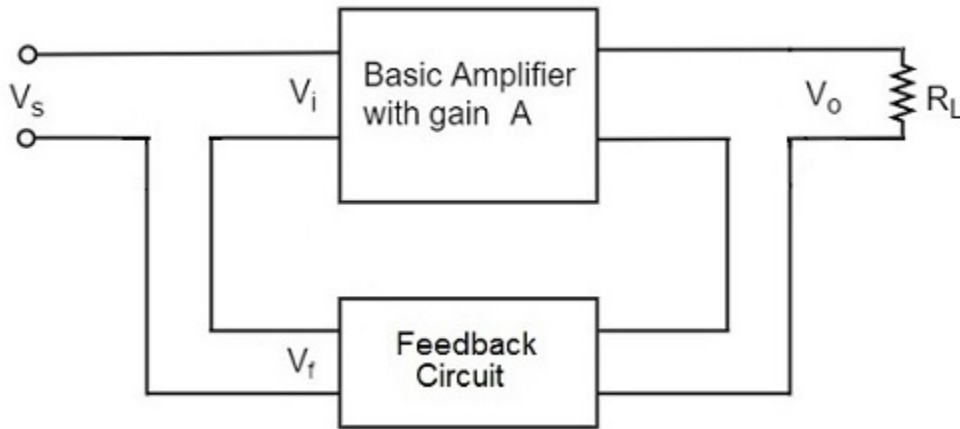 Basic Amplifier
with gain A
Vs
Vi
Vo
RL
Vf
Feedback
Circuit